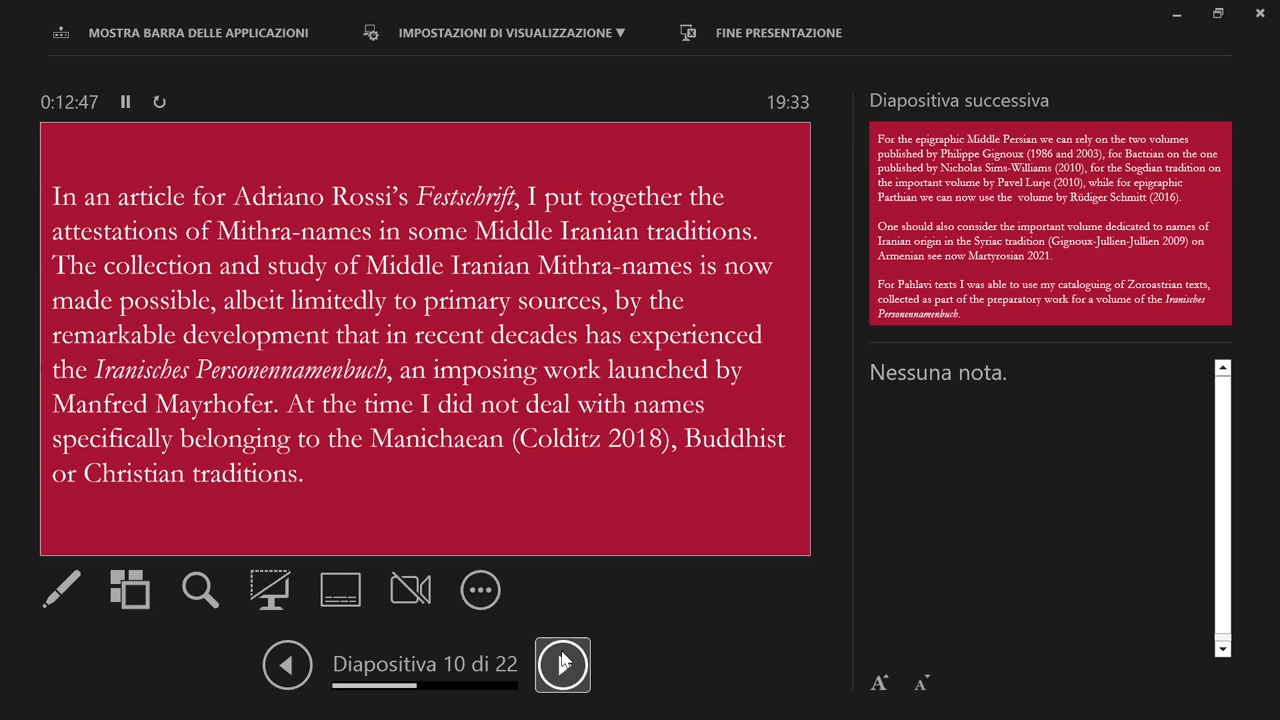 MOSTRA BARRA DELLE APPLICAZIONI
IMPOSTAZIONI DI VISUALIZZAZIONE ▼
FINE PRESENTAZIONE
0:12:47
19:33
In an article for Adriano Rossi's Festschrift, I put together the
attestations of Mithra-names in some Middle Iranian traditions.
The collection and study of Middle Iranian Mithra-names is now
made possible, albeit limitedly to primary sources, by the
remarkable development that in recent decades has experienced
the Iranisches Personennamenbuch, an imposing work launched by
Manfred Mayrhofer. At the time I did not deal with names
specifically belonging to the Manichaean (Colditz 2018), Buddhist
or Christian traditions.
Diapositiva 10 di 22
Diapositiva successiva
For the epigraphic Middle Persian we can rely on the two volumes
published by Philippe Gignoux (1986 and 2003), for Bactrian on the one
published by Nicholas Sims-Williams (2010), for the Sogdian tradition on
the important volume by Pavel Lurje (2010), while for epigraphic
Parthian we can now use the volume by Rüdiger Schmitt (2016).
One should also consider the important volume dedicated to names of
Iranian origin in the Syriac tradition (Gignoux-Jullien-Jullien 2009) on
Armenian see now Martyrosian 2021.
For Pahlavi texts I was able to use my cataloguing of Zoroastrian texts,
collected as part of the preparatory work for a volume of the Iranisches
Personennamenbuch.
Nessuna nota.
A A